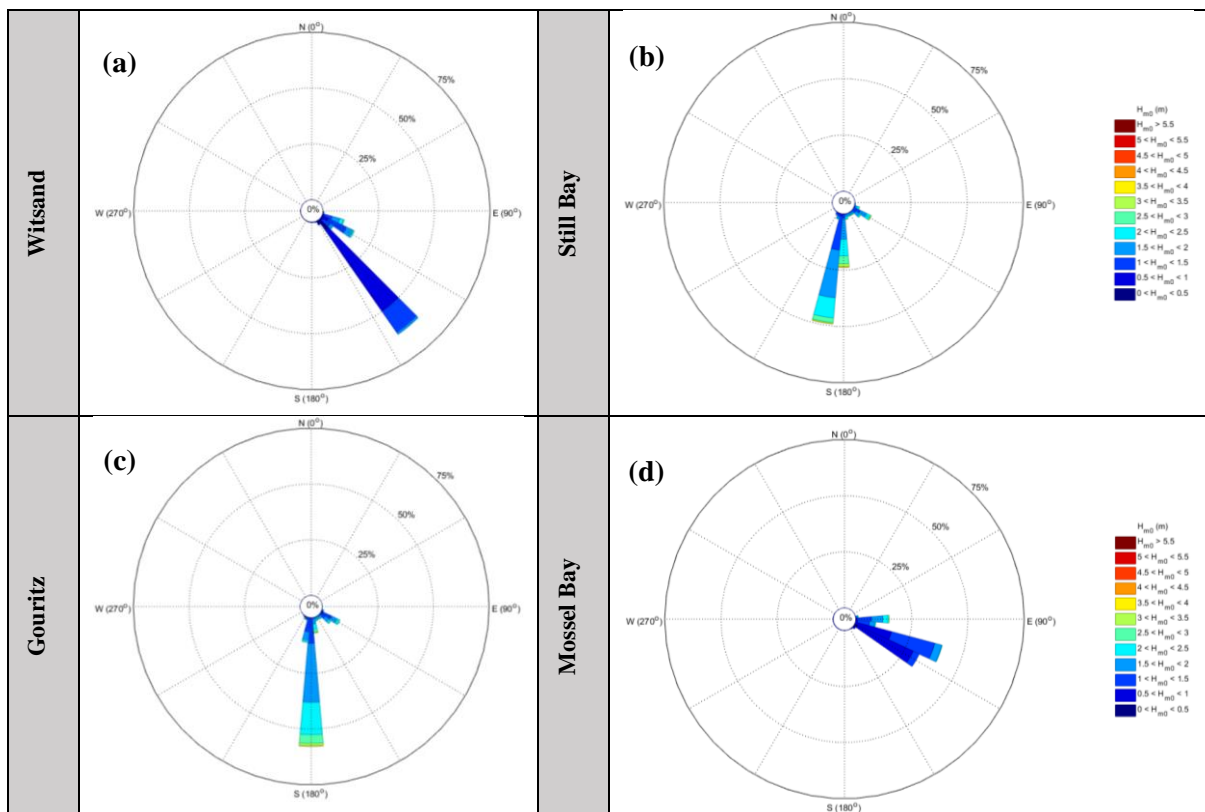 Witsand
(a)
N (0°)
75%
50%
25%
0%
W (270°)
E (90°)
S (180°)
Still Bay
(b)
N (0°)
75%
50%
25%
0%
W (270°)
E (90°)
S (180°)
Hm0 (m)
Hm0 > 5.5
5 < Hm0 < 5.5
4.5 < Hm0 < 5
4 < Hm0 < 4.5
3.5 < Hm0 < 4
3 < Hm0 < 3.5
2.5 < Hm0 < 3
2 < Hm0 < 2.5
1.5 < Hm0 < 2
1 < Hm0 < 1.5
0.5 < Hm0 < 1
0 < Hm0 < 0.5
Gouritz
(c)
N (0°)
75%
50%
25%
0%
W (270°)
E (90°)
S (180°)
Mossel Bay
(d)
N (0°)
75%
50%
25%
0%
W (270°)
E (90°)
S (180°)
Hm0 (m)
Hm0 > 5.5
5 < Hm0 < 5.5
4.5 < Hm0 < 5
4 < Hm0 < 4.5
3.5 < Hm0 < 4
3 < Hm0 < 3.5
2.5 < Hm0 < 3
2 < Hm0 < 2.5
1.5 < Hm0 < 2
1 < Hm0 < 1.5
0.5 < Hm0 < 1
0 < Hm0 < 0.5